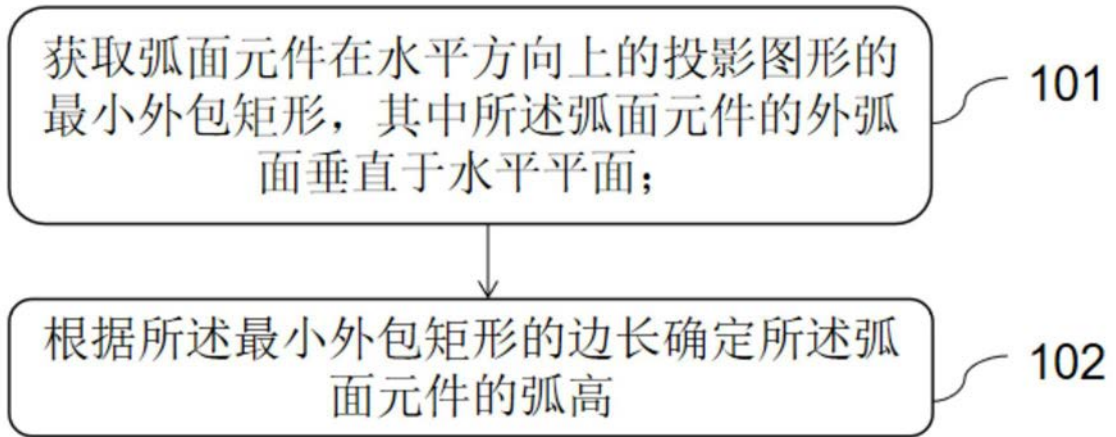 获取弧面元件在水平方向上的投影图形的
最小外包矩形，其中所述弧面元件的外弧
面垂直于水平平面；
101
根据所述最小外包矩形的边长确定所述弧
面元件的弧高
102